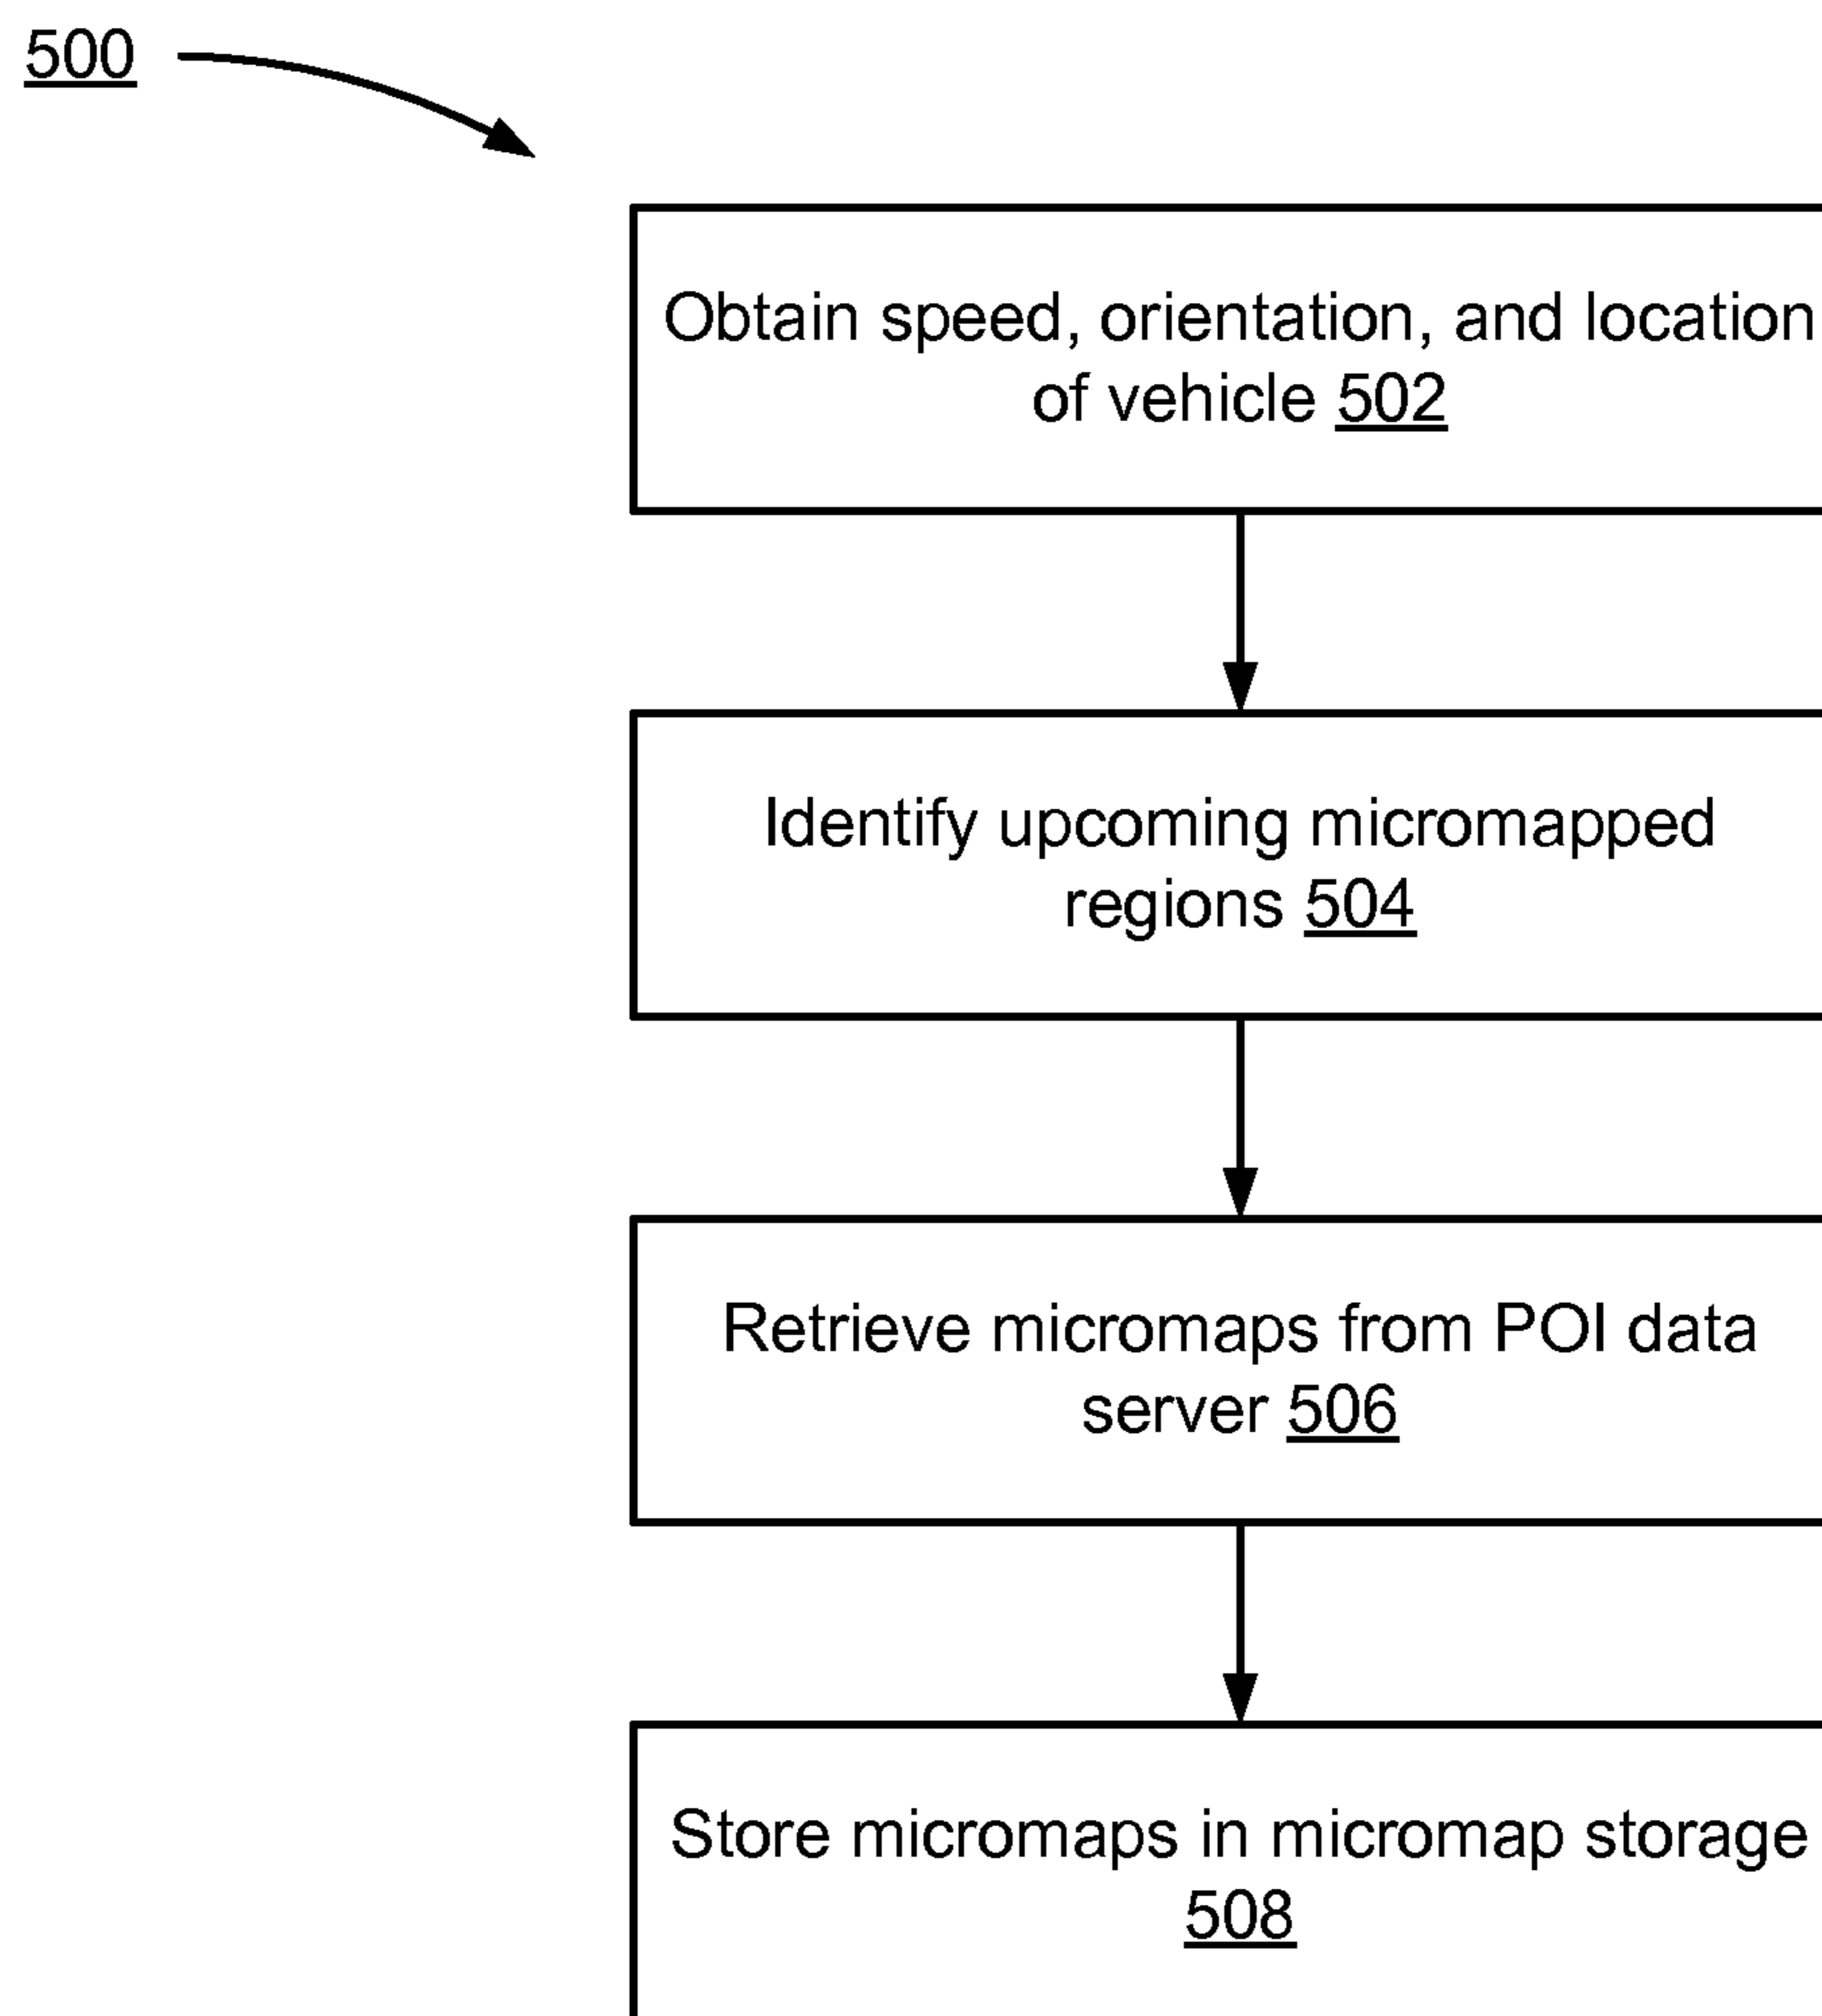 500
Obtain speed, orientation, and location
of vehicle 502
Identify upcoming micromapped
regions 504
Retrieve micromaps from POI data
server 506
Store micromaps in micromap storage
508